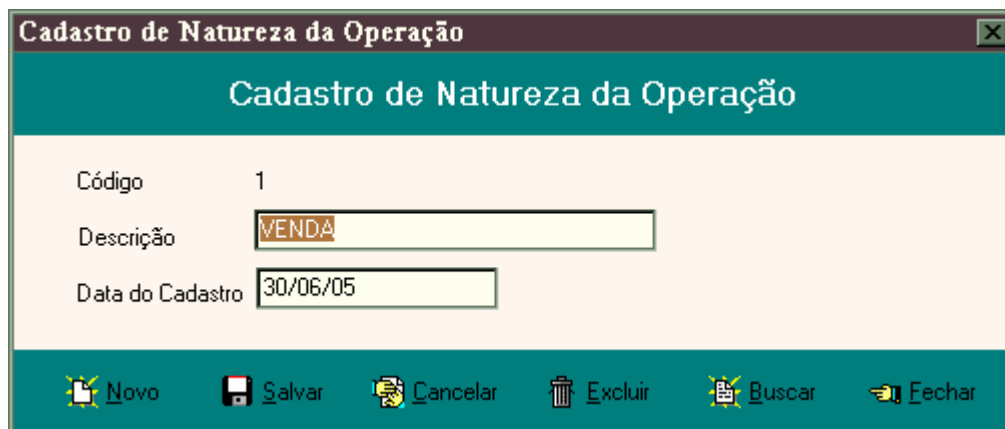 Cadastro de Natureza da Operação
Cadastro de Natureza da Operação
Código 1
Descrição VENDA
Data do Cadastro 30/06/05
Novo Salvar Cancelar Excluir Buscar Fechar